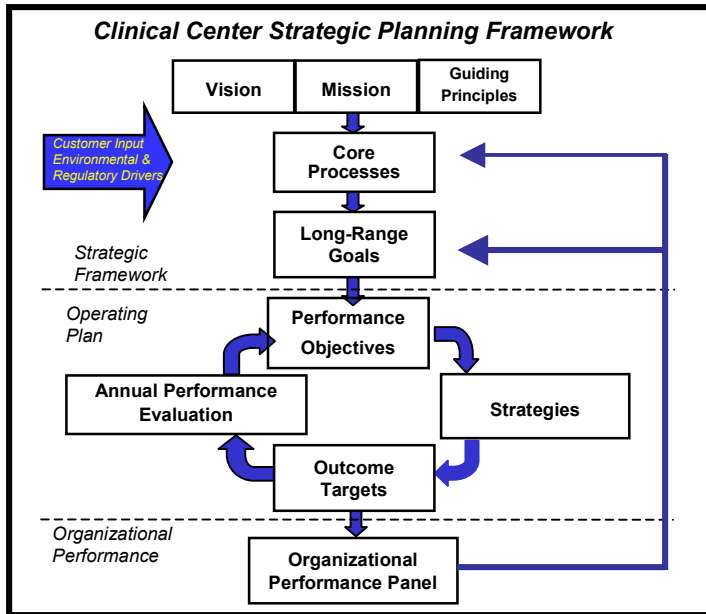 Clinical Center Strategic Planning Framework
Vision
Mission
Guiding
Principles
Customer Input
Environmental &
Regulatory Drivers
Core
Processes
Long-Range
Goals
Strategic
Framework
Operating
Plan
Performance
Objectives
Annual Performance
Evaluation
Strategies
Outcome
Targets
Organizational
Performance
Organizational
Performance Panel